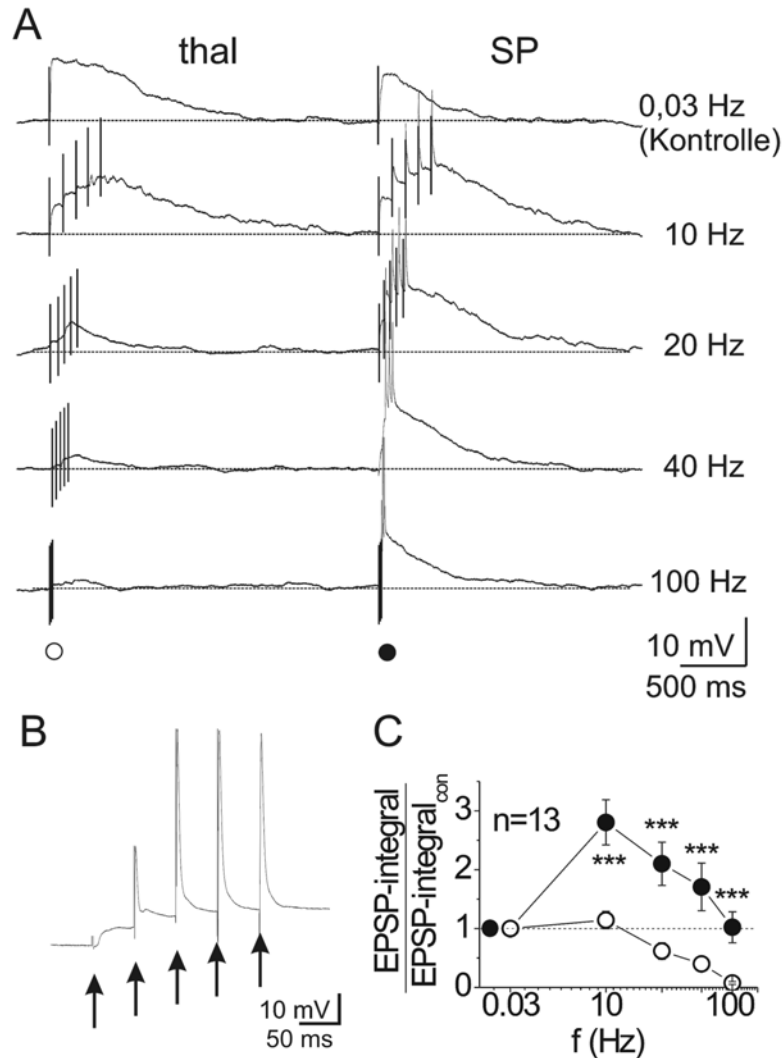 A
thal SP
0,03 Hz
(Kontrolle)
10 Hz
20 Hz
40 Hz
100 Hz
10 mV
500 ms
B
10 mV
50 ms
C
EPSP-integral
EPSP-integral con
n=13
***
***
***
***
3
2
1
0
0.03 10 100
f (Hz)